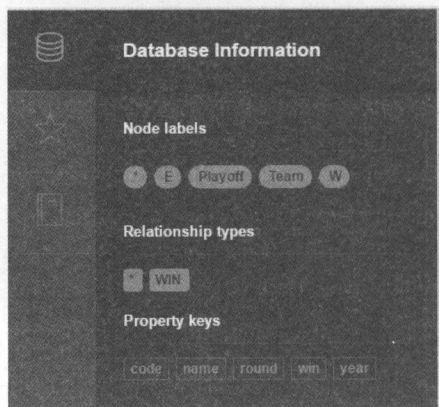 Database Information
Node labels
* E Playoff Team W
Relationship types
* WIN
Property keys
code name round win year